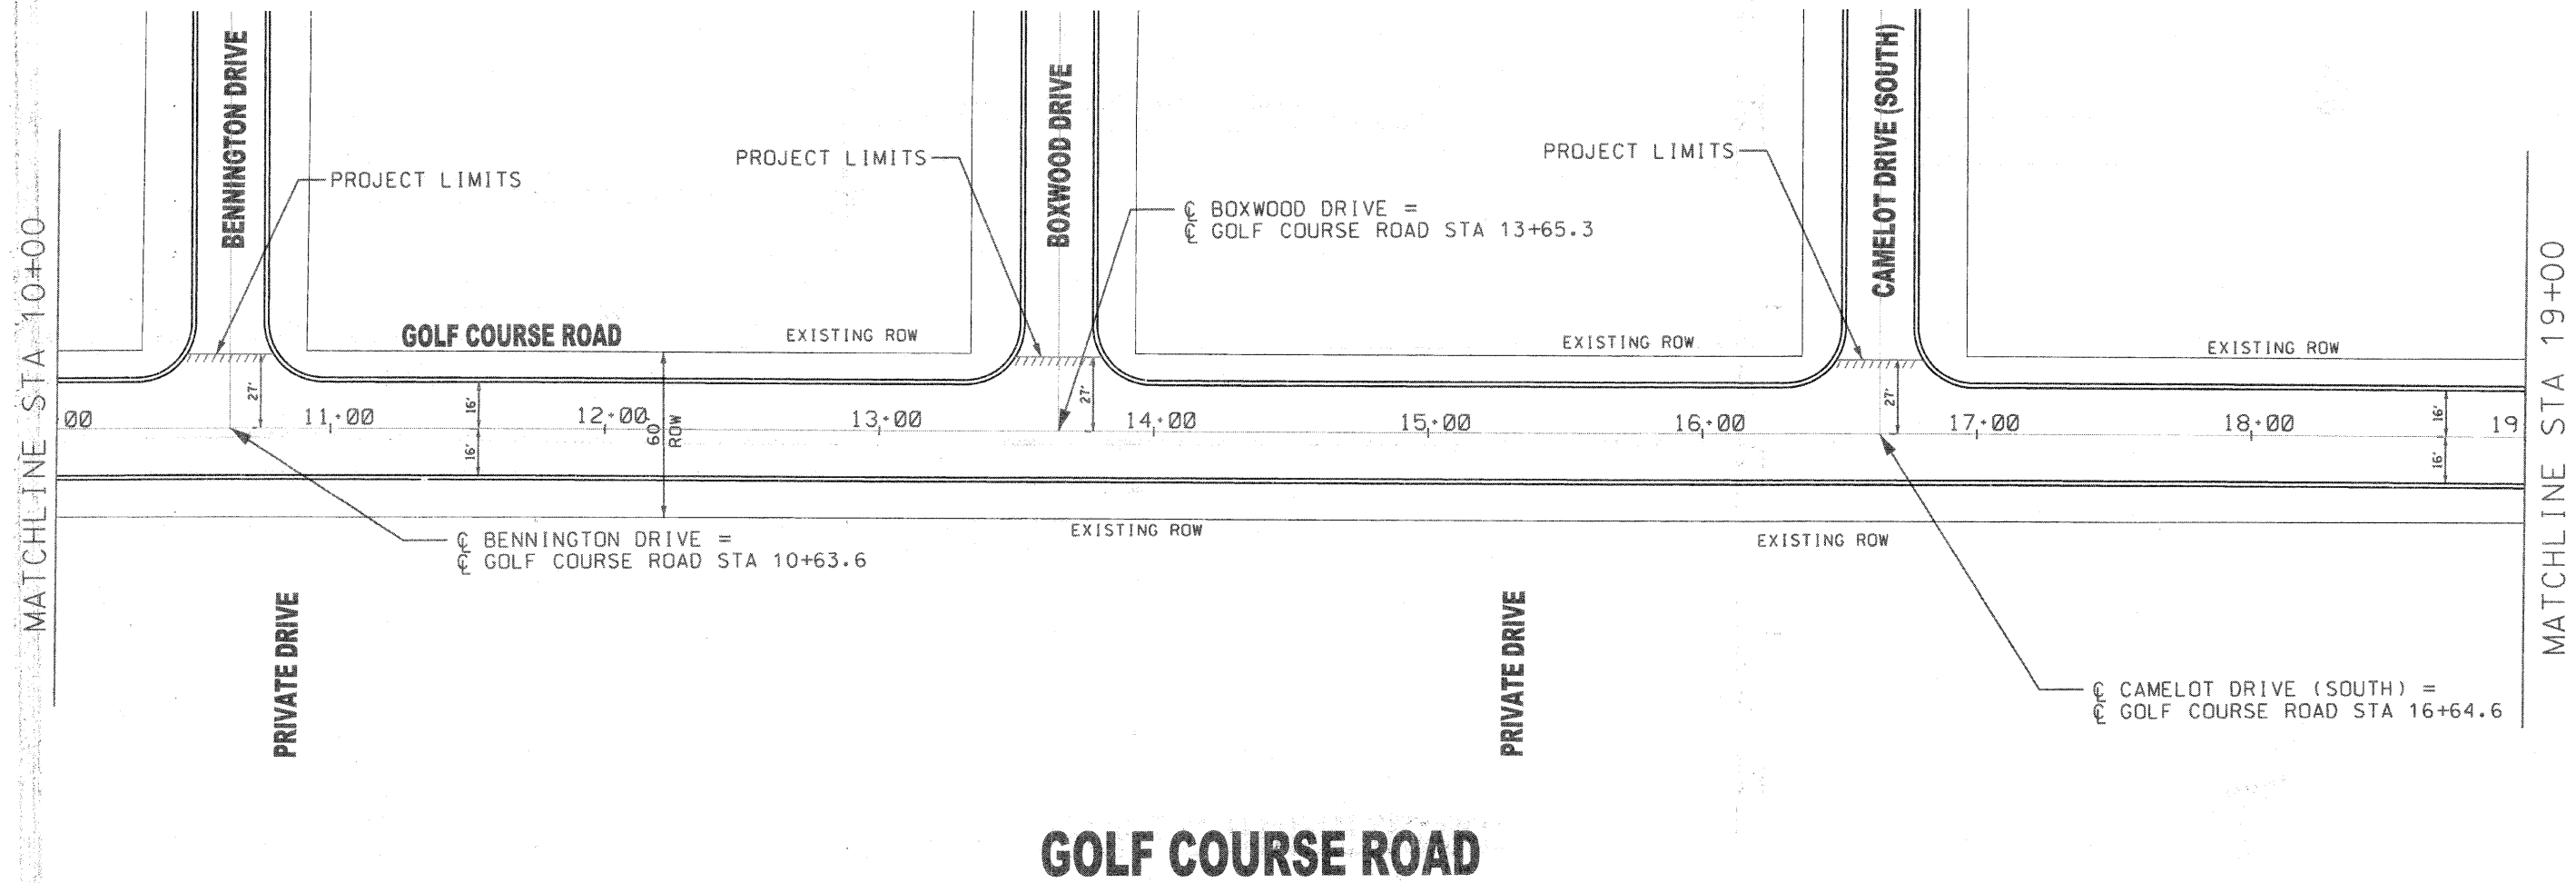 BENNINGTON DRIVE
BOXWOOD DRIVE
CAMELOT DRIVE (SOUTH)
PROJECT LIMITS
PROJECT LIMITS
PROJECT LIMITS
℄ BOXWOOD DRIVE =
℄ GOLF COURSE ROAD STA 13+65.3
MATCHLINE STA 10+00
MATCHLINE STA 19+00
GOLF COURSE ROAD
EXISTING ROW
EXISTING ROW
EXISTING ROW
27'
27'
27'
16'
16'
00
11+00
12+00
13+00
14+00
15+00
16+00
17+00
18+00
19
60'
ROW
16'
16'
EXISTING ROW
EXISTING ROW
℄ BENNINGTON DRIVE =
℄ GOLF COURSE ROAD STA 10+63.6
PRIVATE DRIVE
PRIVATE DRIVE
℄ CAMELOT DRIVE (SOUTH) =
℄ GOLF COURSE ROAD STA 16+64.6
GOLF COURSE ROAD